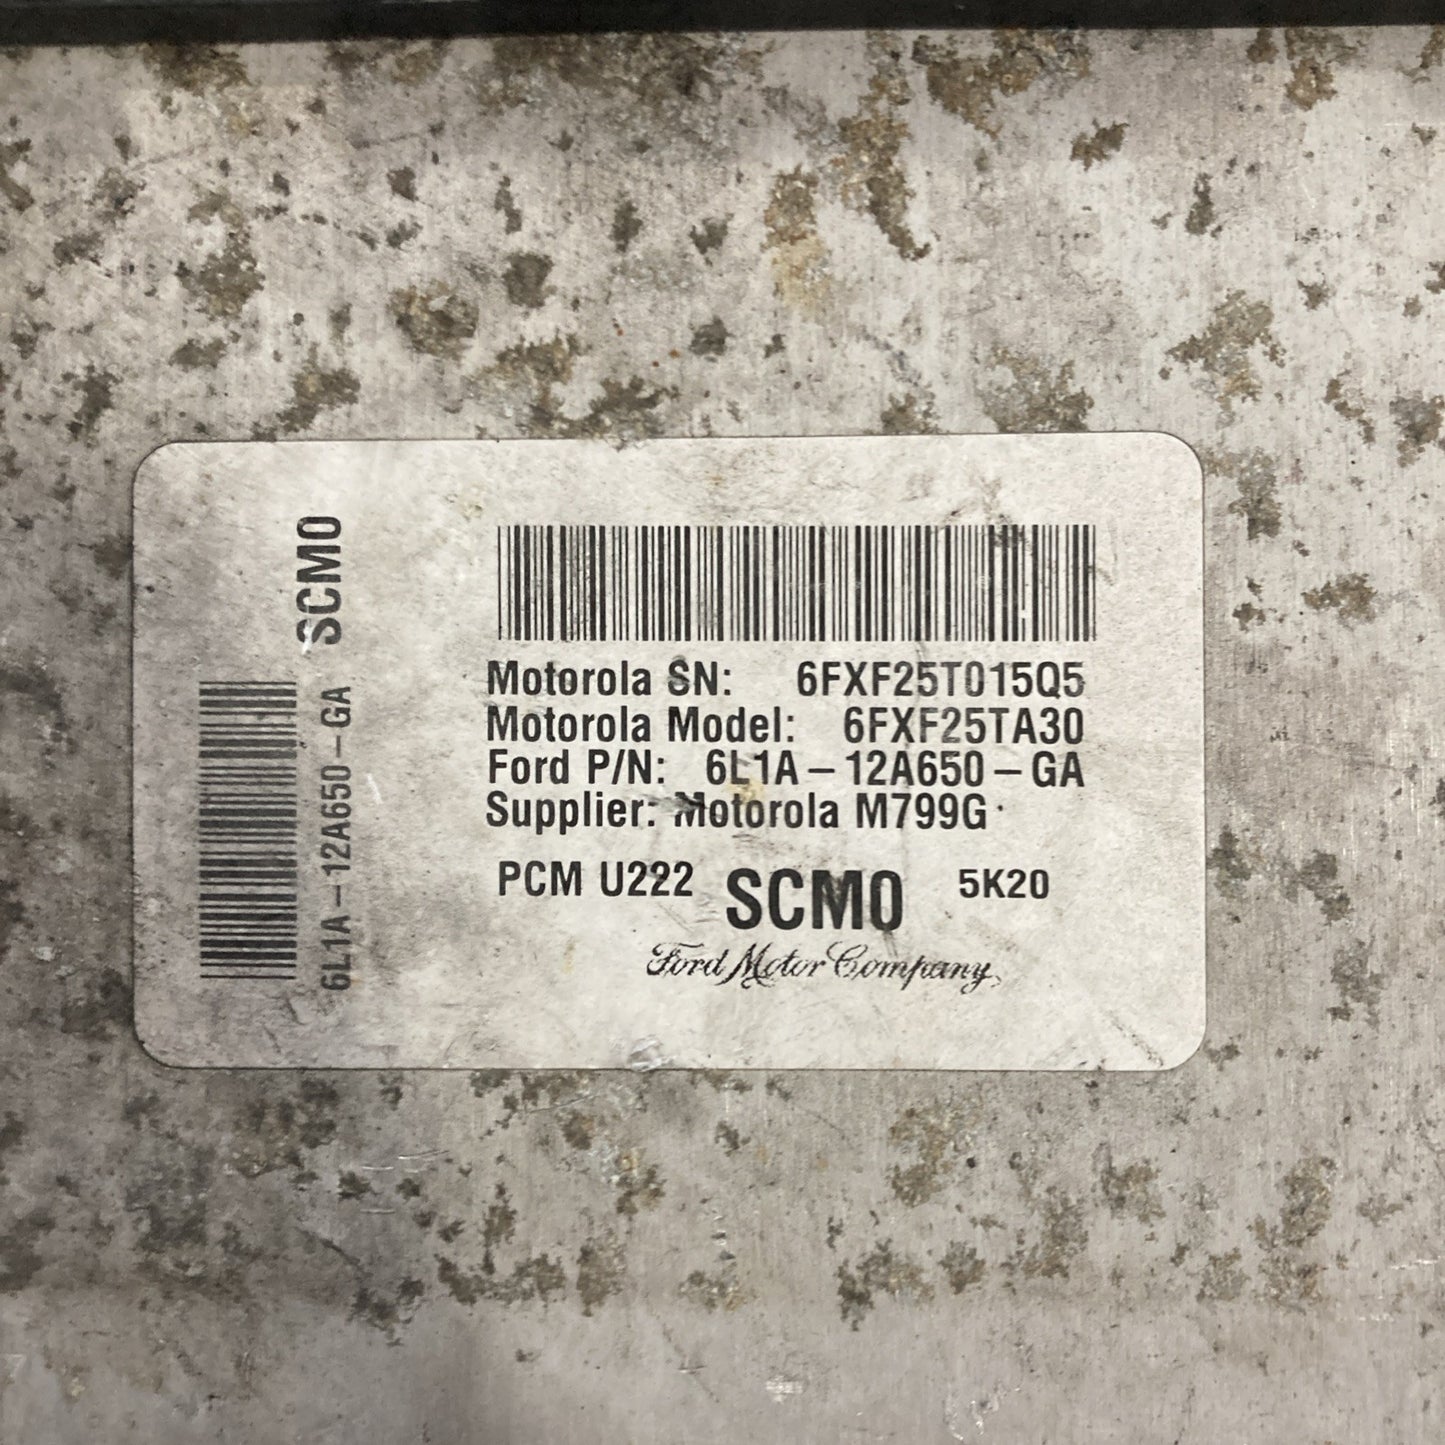 SCM0
6L1A-12A650-GA
Motorola SN: 6FXF25T015Q5
Motorola Model: 6FXF25TA30
Ford P/N: 6L1A-12A650-GA
Supplier: Motorola M799G
PCM U222 SCM0 5K20
Ford Motor Company